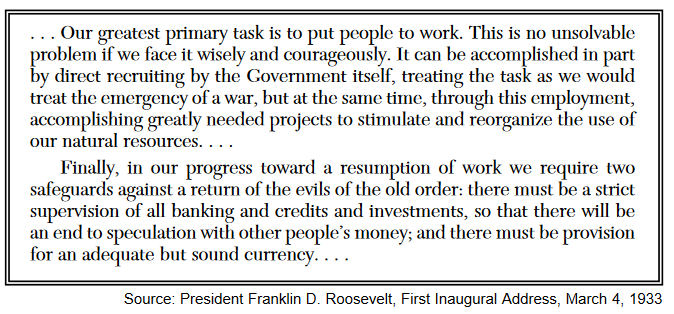 . . . Our greatest primary task is to put people to work. This is no unsolvable
problem if we face it wisely and courageously. It can be accomplished in part
by direct recruiting by the Government itself, treating the task as we would
treat the emergency of a war, but at the same time, through this employment,
accomplishing greatly needed projects to stimulate and reorganize the use of
our natural resources. . . .
Finally, in our progress toward a resumption of work we require two
safeguards against a return of the evils of the old order: there must be a strict
supervision of all banking and credits and investments, so that there will be
an end to speculation with other people’s money; and there must be provision
for an adequate but sound currency. . . .
Source: President Franklin D. Roosevelt, First Inaugural Address, March 4, 1933